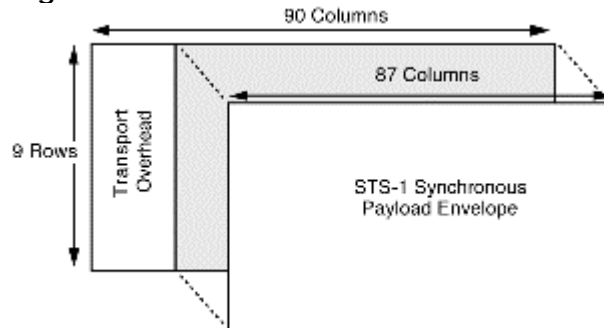 90 Columns
87 Columns
9 Rows
Transport
Overhead
STS-1 Synchronous
Payload Envelope